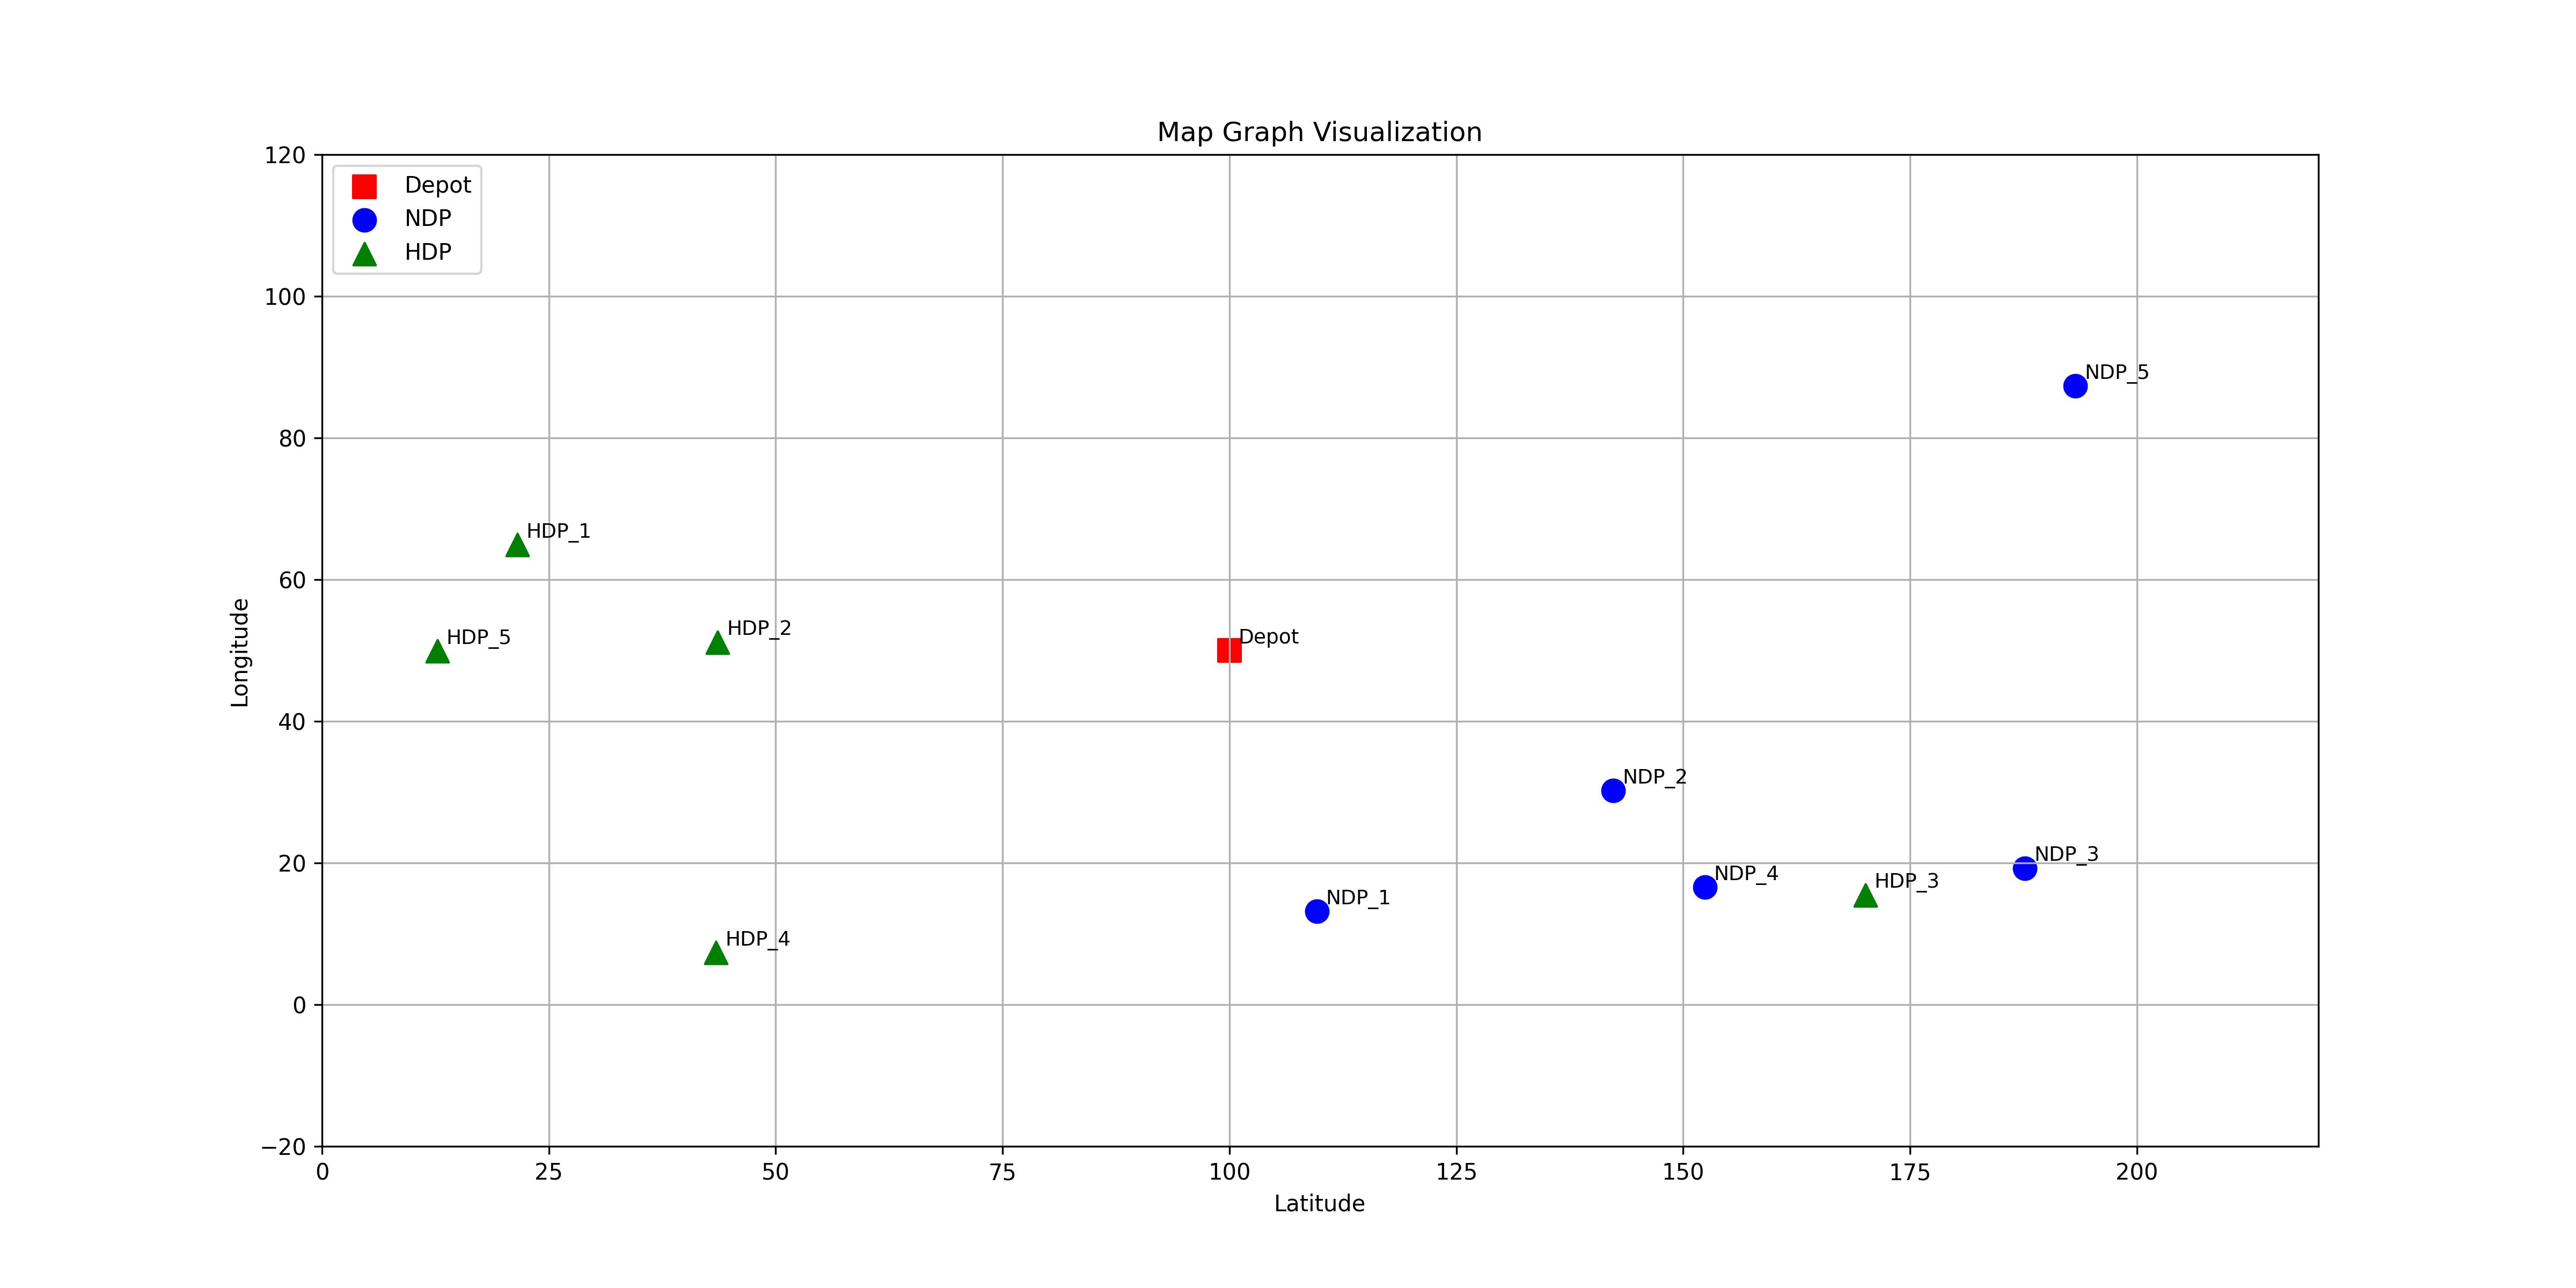 Map Graph Visualization
120
100
80
60
40
20
0
−20
Longitude
Depot
NDP
HDP
NDP_5
HDP_1
HDP_2
HDP_5
Depot
NDP_2
NDP_3
NDP_4
HDP_3
NDP_1
HDP_4
0 25 50 75 100 125 150 175 200
Latitude